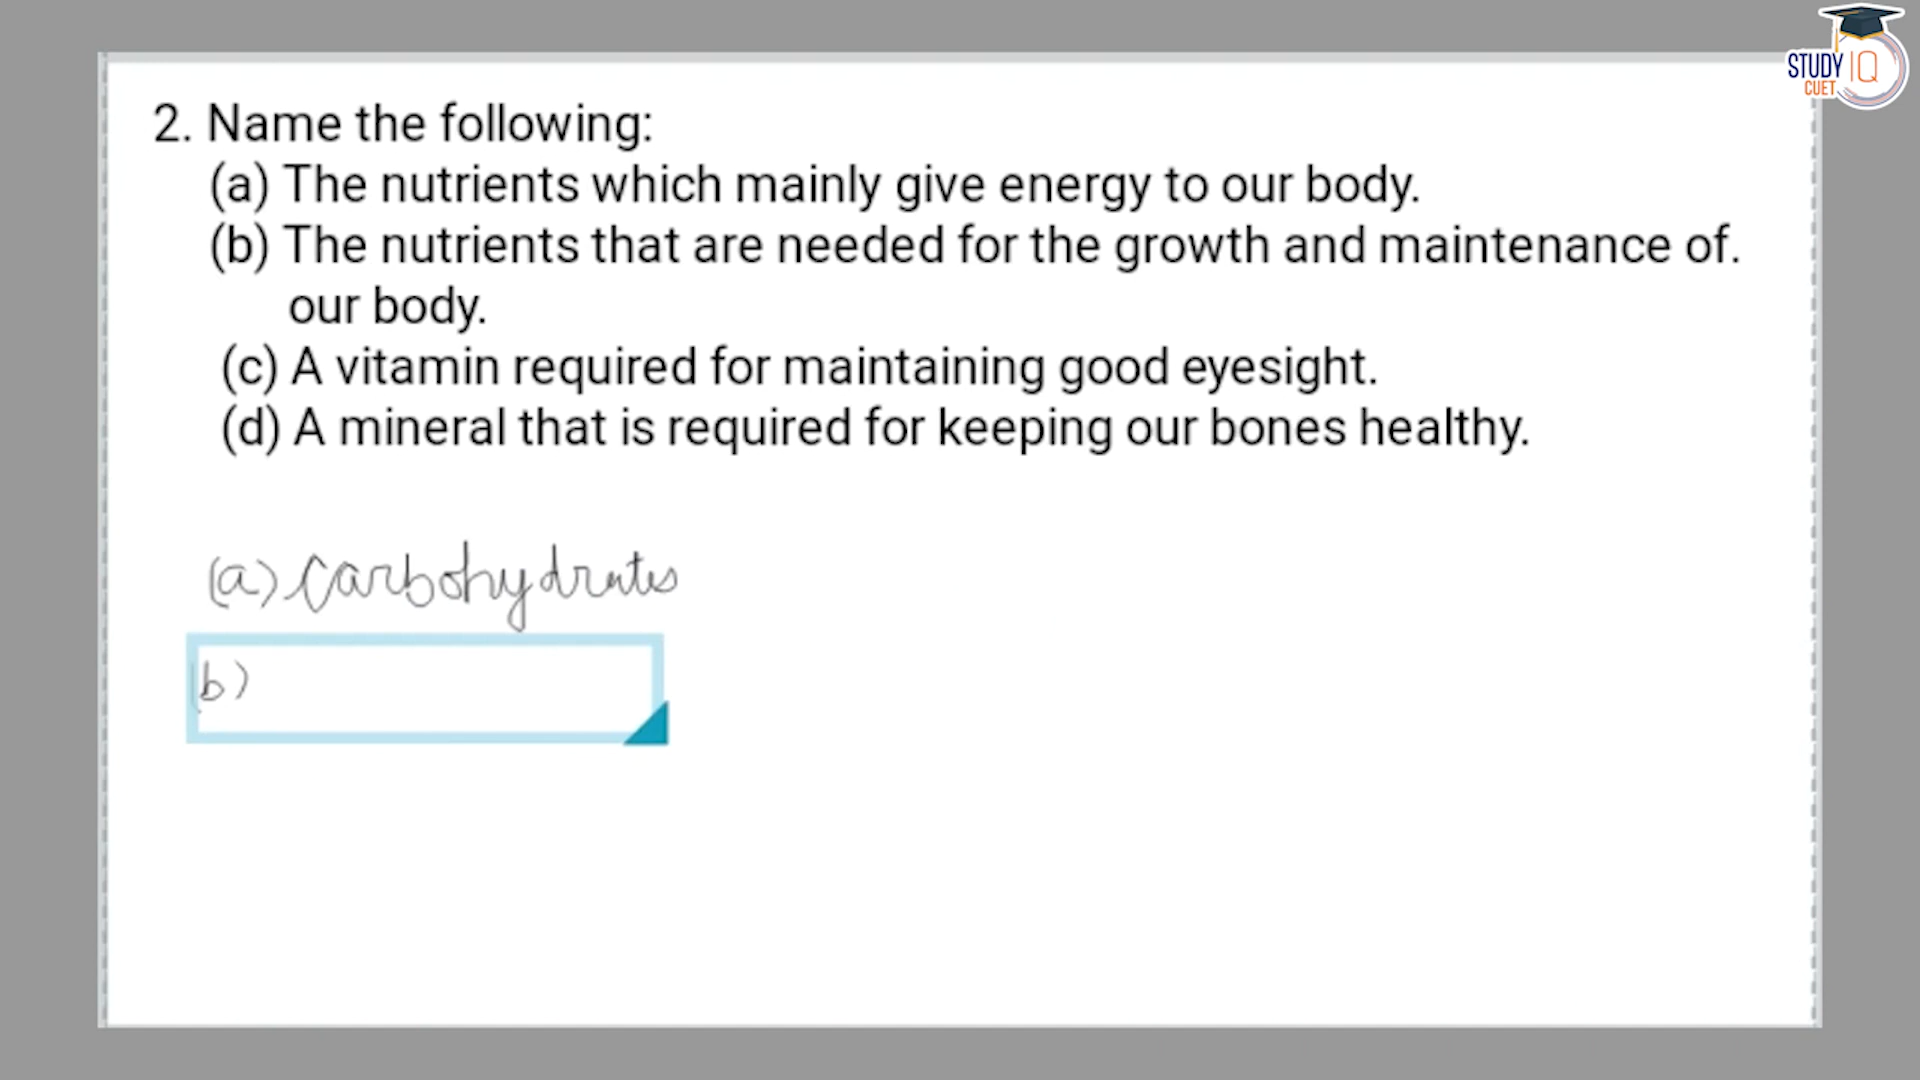 STUDY IQ
CUET
2. Name the following:
(a) The nutrients which mainly give energy to our body.
(b) The nutrients that are needed for the growth and maintenance of.
our body.
(c) A vitamin required for maintaining good eyesight.
(d) A mineral that is required for keeping our bones healthy.
(a) carbohydrates
(b)